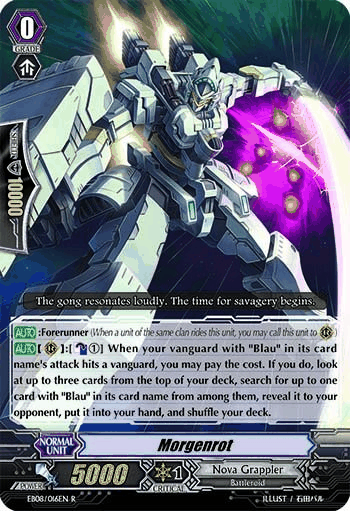 0
GRADE
SHIELD
10000
The gong resonates loudly. The time for savagery begins.
AUTO :Forerunner (When a unit of the same clan rides this unit, you may call this unit to R)
AUTO [R]:[①] When your vanguard with "Blau" in its card
name's attack hits a vanguard, you may pay the cost. If you do, look
at up to three cards from the top of your deck, search for up to one
card with "Blau" in its card name from among them, reveal it to your
opponent, put it into your hand, and shuffle your deck.
NORMAL
UNIT
Morgenrot
POWER 5000
1
CRITICAL
Nova Grappler
Battleroid
EB08/016EN R
ILLUST / 石田バル